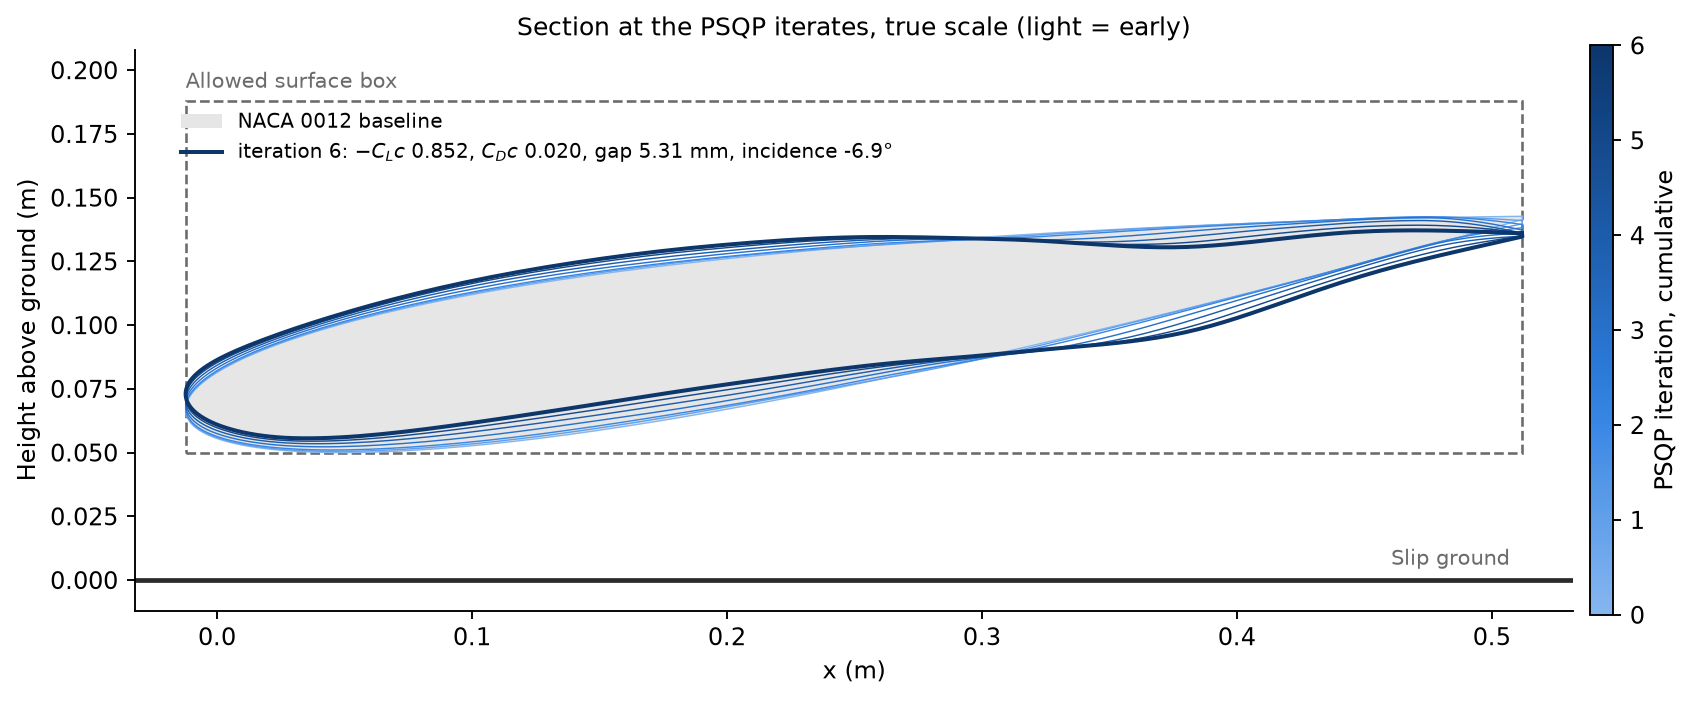 Section at the PSQP iterates, true scale (light = early)
Allowed surface box
NACA 0012 baseline
iteration 6: −C_Lc 0.852, C_Dc 0.020, gap 5.31 mm, incidence -6.9°
Slip ground
Height above ground (m)
0.200
0.175
0.150
0.125
0.100
0.075
0.050
0.025
0.000
0.0 0.1 0.2 0.3 0.4 0.5
x (m)
6
5
4
3
2
1
0
PSQP iteration, cumulative